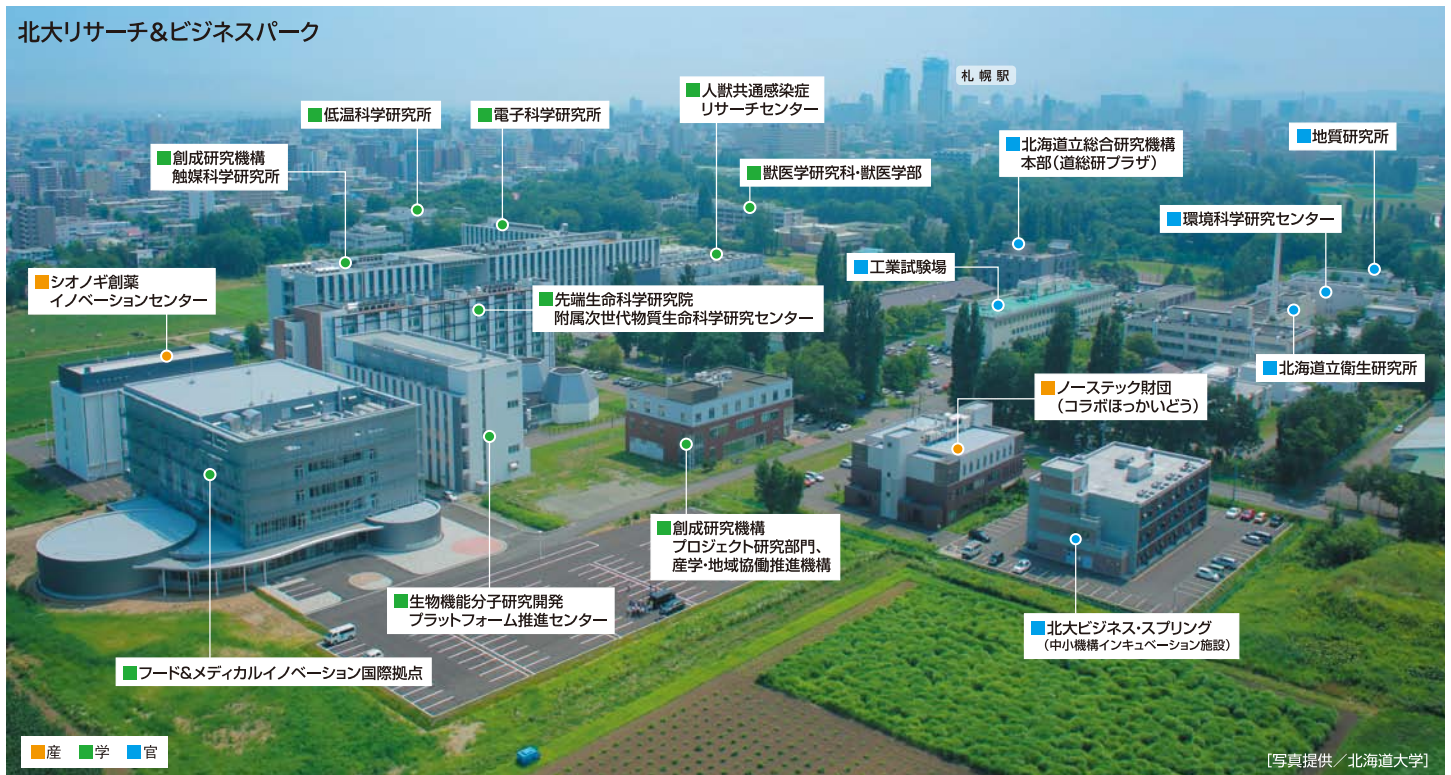 北大リサーチ&ビジネスパーク
札幌駅
人獣共通感染症
リサーチセンター
低温科学研究所
電子科学研究所
北海道立総合研究機構
本部（道総研プラザ）
地質研究所
創成研究機構
触媒科学研究所
獣医学研究科・獣医学部
環境科学研究センター
工業試験場
シオノギ創薬
イノベーションセンター
先端生命科学研究院
附属次世代物質生命科学研究センター
北海道立衛生研究所
ノーステック財団
（コラボほっかいどう）
創成研究機構
プロジェクト研究部門、
産学・地域協働推進機構
生物機能分子研究開発
プラットフォーム推進センター
北大ビジネス・スプリング
（中小機構インキュベーション施設）
フード&メディカルイノベーション国際拠点
産 学 官
［写真提供／北海道大学］